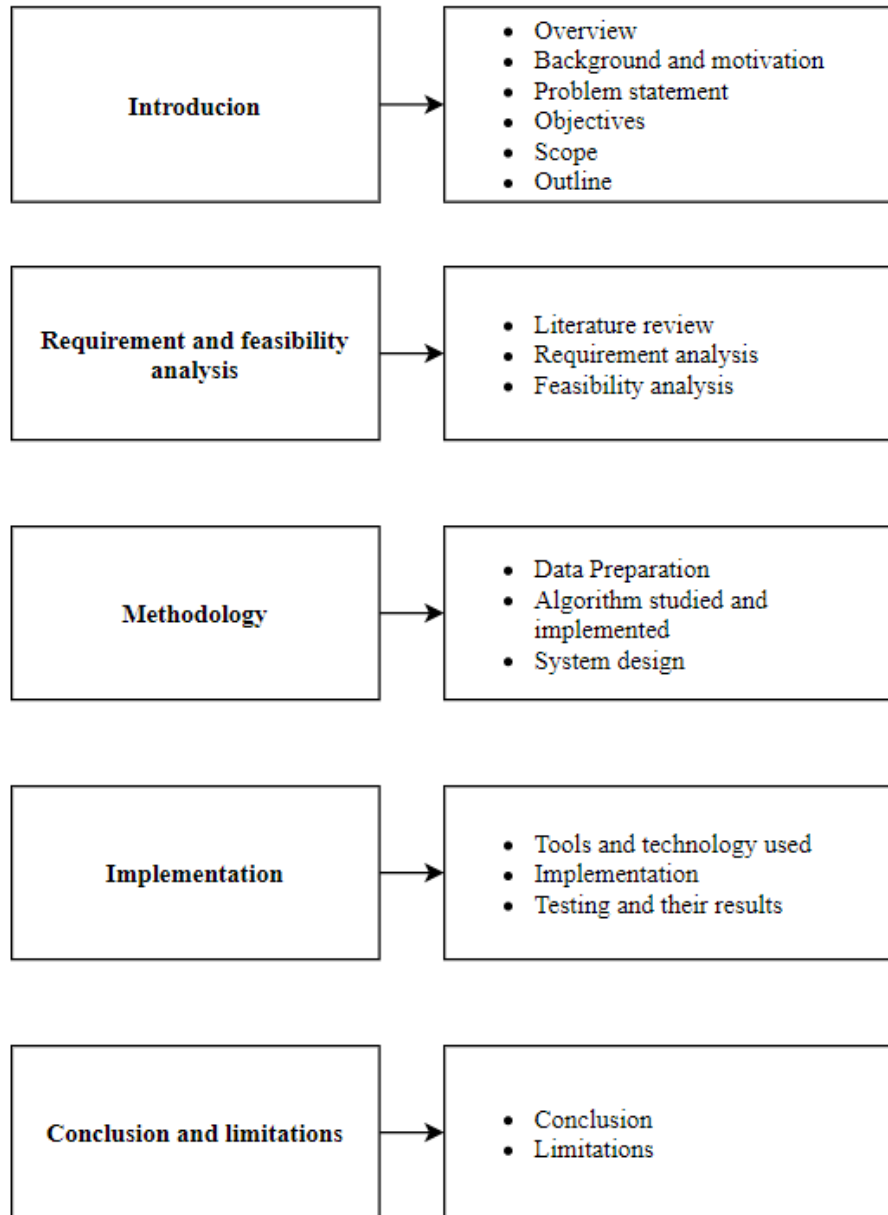 Introducion
• Overview
• Background and motivation
• Problem statement
• Objectives
• Scope
• Outline
Requirement and feasibility
analysis
• Literature review
• Requirement analysis
• Feasibility analysis
Methodology
• Data Preparation
• Algorithm studied and
implemented
• System design
Implementation
• Tools and technology used
• Implementation
• Testing and their results
Conclusion and limitations
• Conclusion
• Limitations